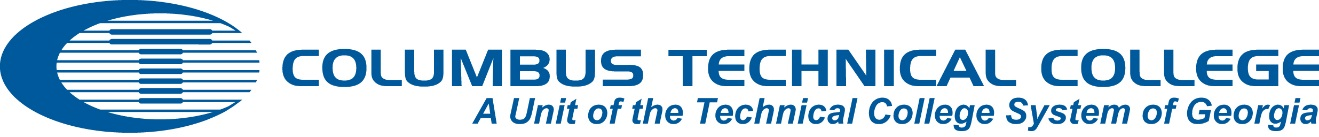 COLUMBUS TECHNICAL COLLEGE
A Unit of the Technical College System of Georgia